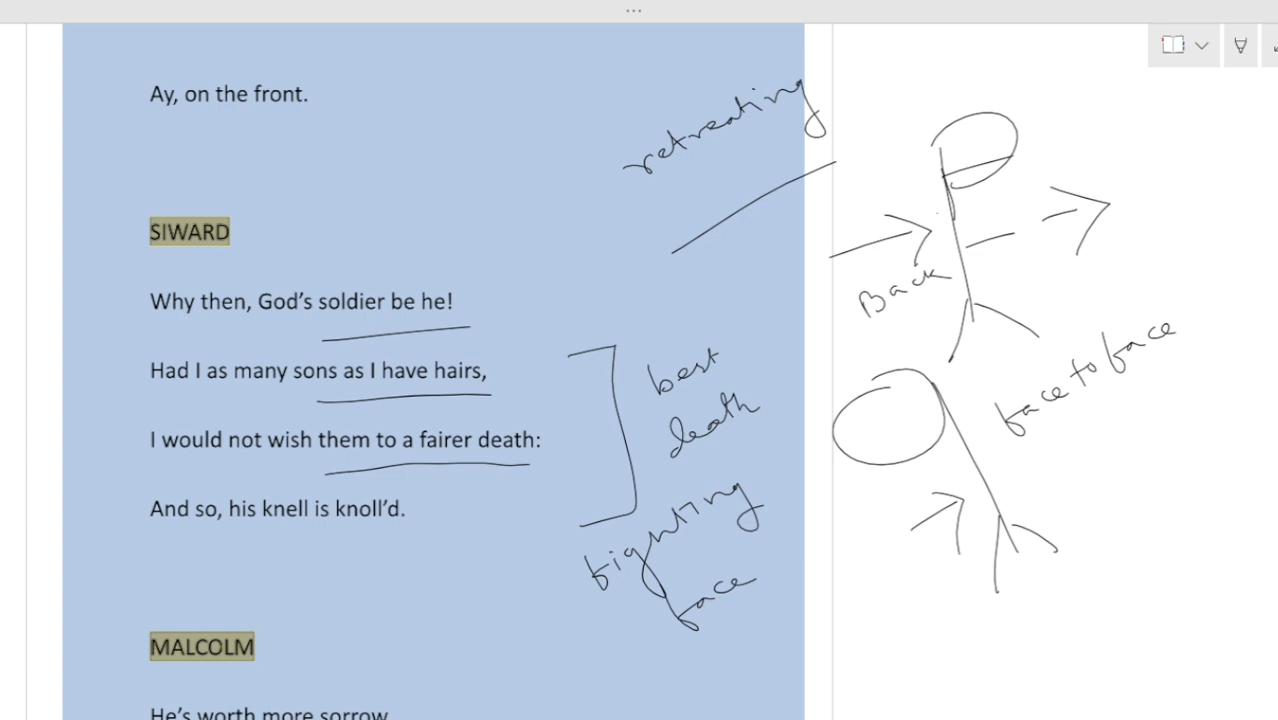 Ay, on the front.
retreating
SIWARD
Back
Why then, God's soldier be he!
Had I as many sons as I have hairs,
best
face to face
I would not wish them to a fairer death:
death
And so, his knell is knoll'd.
fighting
face
MALCOLM
He's worth more sorrow